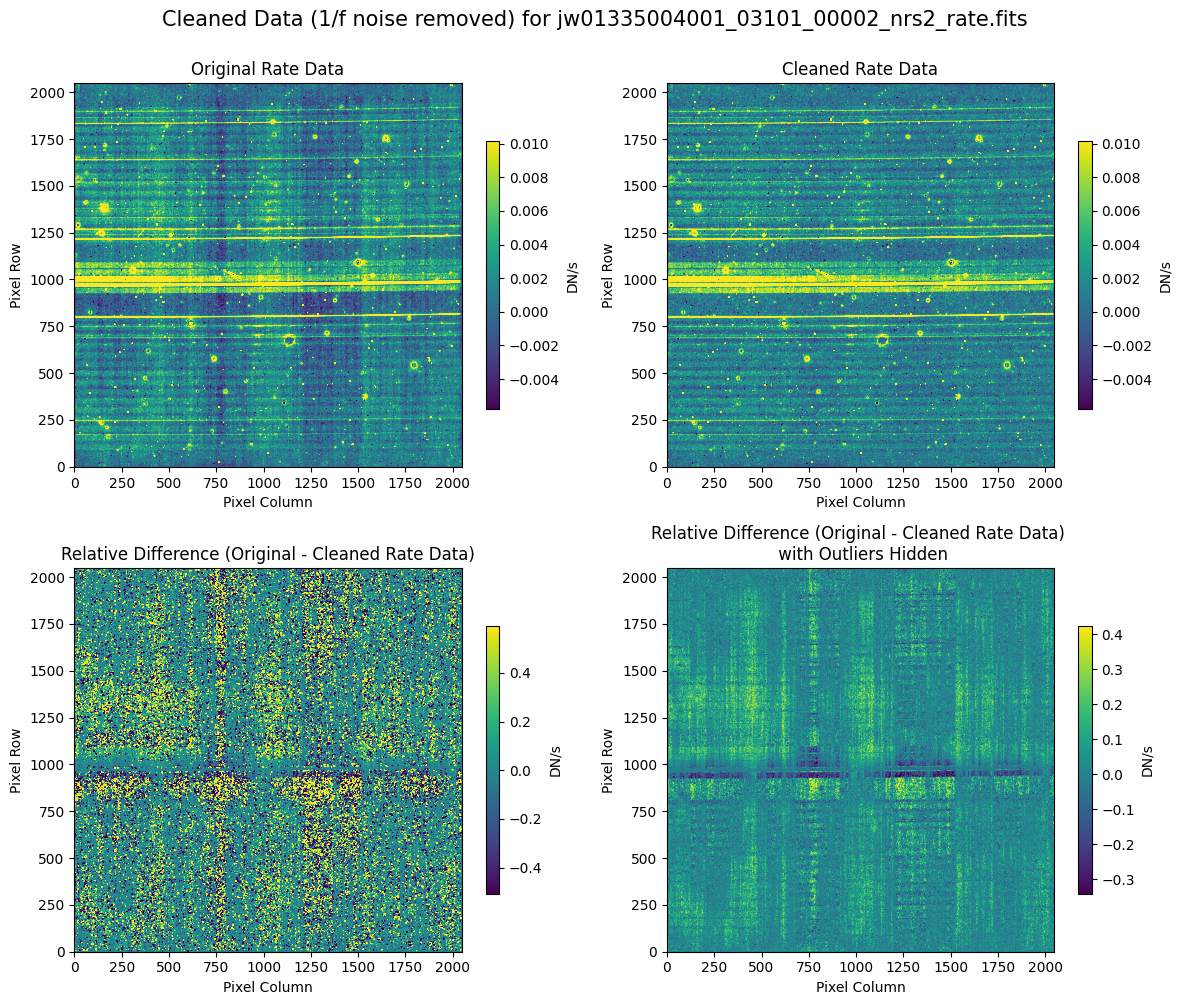 Cleaned Data (1/f noise removed) for jw01335004001_03101_00002_nrs2_rate.fits
Original Rate Data
Pixel Row
2000
1750
1500
1250
1000
750
500
250
0
0 250 500 750 1000 1250 1500 1750 2000
Pixel Column
0.010
0.008
0.006
0.004
0.002
0.000
−0.002
−0.004
DN/s
Cleaned Rate Data
Pixel Row
2000
1750
1500
1250
1000
750
500
250
0
0 250 500 750 1000 1250 1500 1750 2000
Pixel Column
0.010
0.008
0.006
0.004
0.002
0.000
−0.002
−0.004
DN/s
Relative Difference (Original - Cleaned Rate Data)
Pixel Row
2000
1750
1500
1250
1000
750
500
250
0
0 250 500 750 1000 1250 1500 1750 2000
Pixel Column
0.4
0.2
0.0
−0.2
−0.4
DN/s
Relative Difference (Original - Cleaned Rate Data)
with Outliers Hidden
Pixel Row
2000
1750
1500
1250
1000
750
500
250
0
0 250 500 750 1000 1250 1500 1750 2000
Pixel Column
0.4
0.3
0.2
0.1
0.0
−0.1
−0.2
−0.3
DN/s